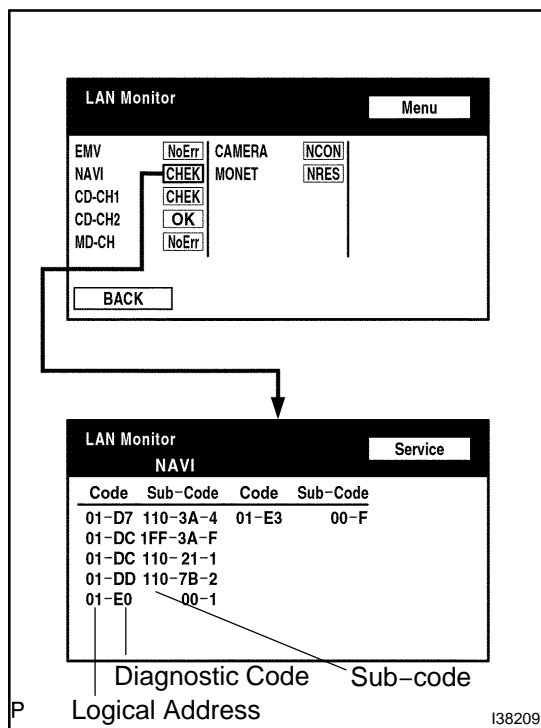 LAN Monitor
Menu
EMV NoErr CAMERA NCON
NAVI CHEK MONET NRES
CD-CH1 CHEK
CD-CH2 OK
MD-CH NoErr
BACK
LAN Monitor
NAVI
Service
Code Sub-Code Code Sub-Code
01-D7 110-3A-4 01-E3 00-F
01-DC 1FF-3A-F
01-DC 110-21-1
01-DD 110-7B-2
01-E0 00-1
Diagnostic Code Sub-code
Logical Address
P
I38209